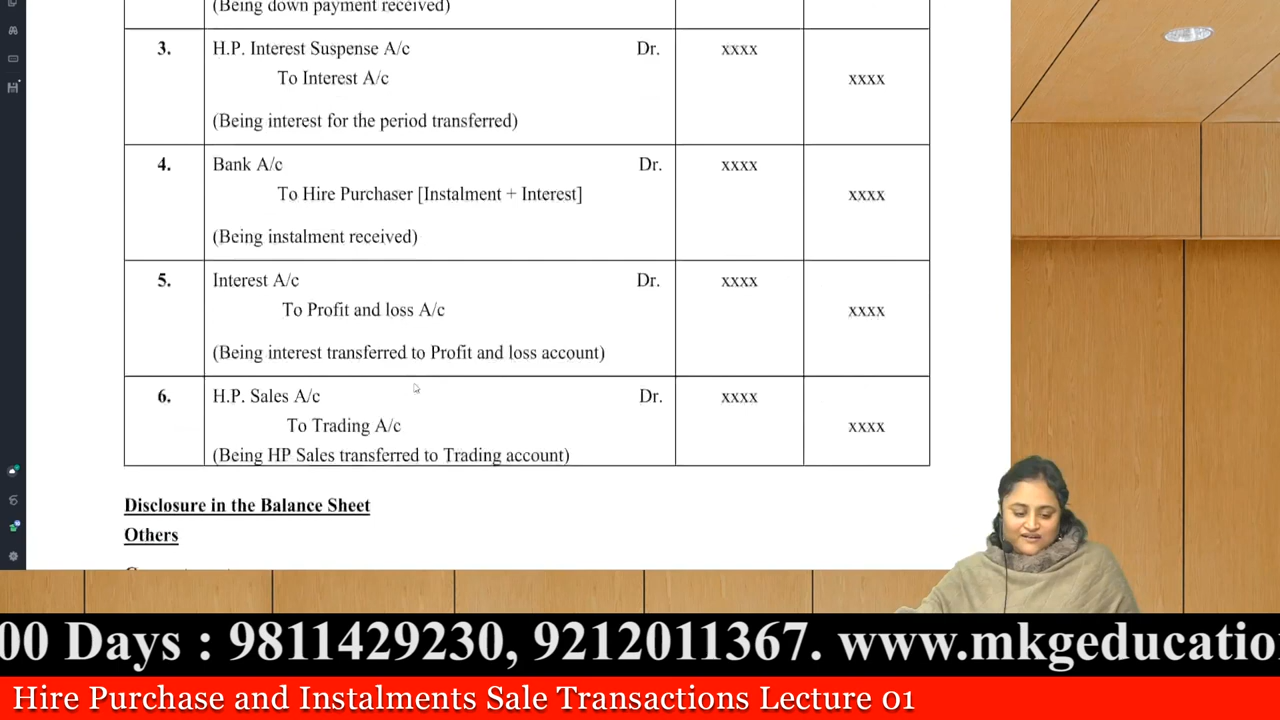 (Being down payment received)
3. H.P. Interest Suspense A/c Dr. xxxx
To Interest A/c xxxx
(Being interest for the period transferred)
4. Bank A/c Dr. xxxx
To Hire Purchaser [Instalment + Interest] xxxx
(Being instalment received)
5. Interest A/c Dr. xxxx
To Profit and loss A/c xxxx
(Being interest transferred to Profit and loss account)
6. H.P. Sales A/c Dr. xxxx
To Trading A/c xxxx
(Being HP Sales transferred to Trading account)
Disclosure in the Balance Sheet
Others
00 Days : 9811429230, 9212011367. www.mkgeducation
Hire Purchase and Instalments Sale Transactions Lecture 01